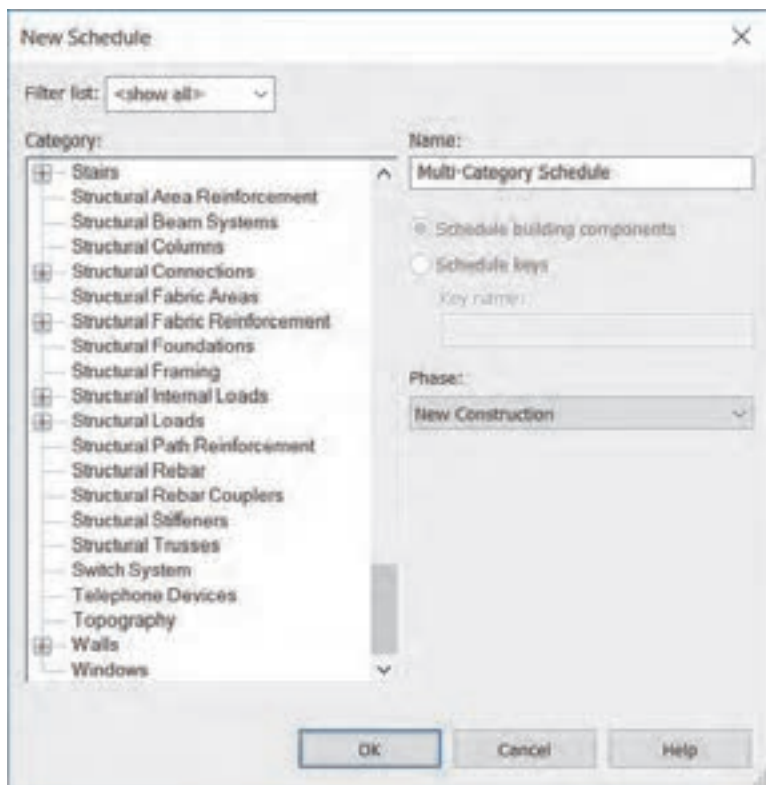 New Schedule
Filter list: <show all>
Category:
Stairs
Structural Area Reinforcement
Structural Beam Systems
Structural Columns
Structural Connections
Structural Fabric Areas
Structural Fabric Reinforcement
Structural Foundations
Structural Framing
Structural Internal Loads
Structural Loads
Structural Path Reinforcement
Structural Rebar
Structural Rebar Couplers
Structural Stiffeners
Structural Trusses
Switch System
Telephone Devices
Topography
Walls
Windows
Name:
Multi-Category Schedule
Schedule building components
Schedule keys
Key name:
Phase:
New Construction
OK
Cancel
Help